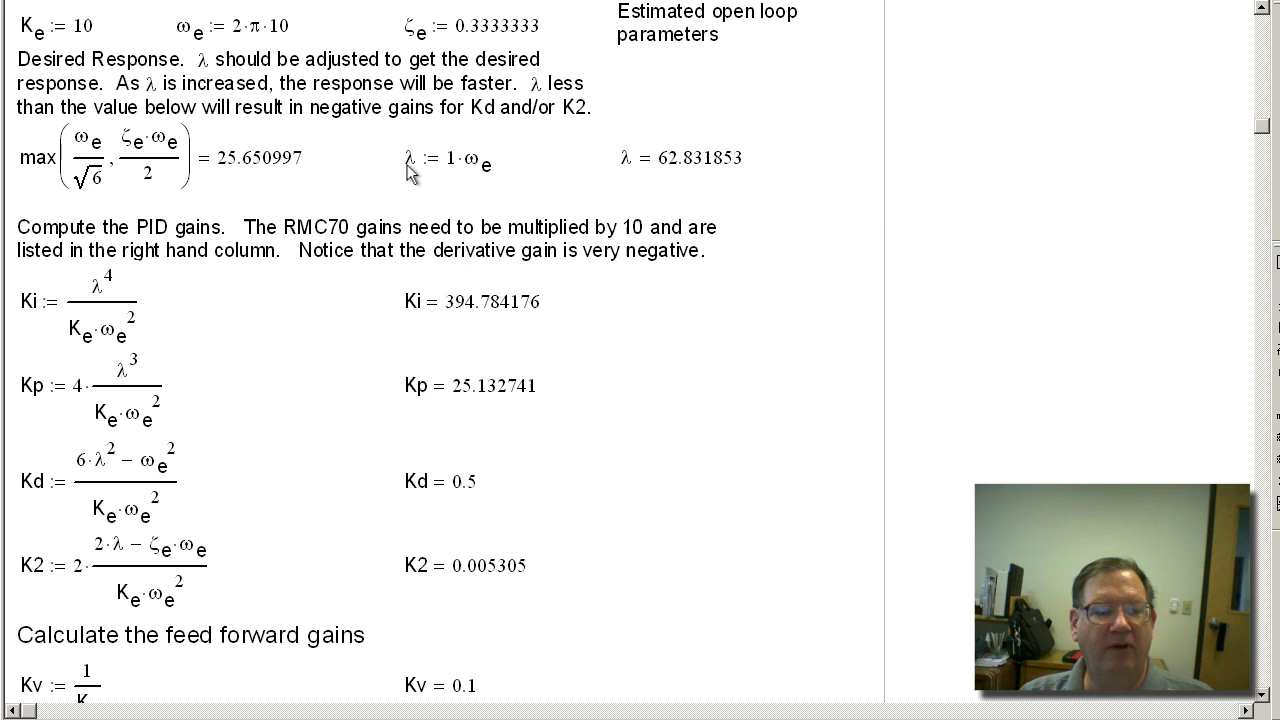 Ke := 10 ωe := 2·π·10 ζe := 0.3333333 Estimated open loop
parameters
Desired Response. λ should be adjusted to get the desired
response. As λ is increased, the response will be faster. λ less
than the value below will result in negative gains for Kd and/or K2.
max(ωe/√6 , ζe·ωe/2) = 25.650997 λ := 1·ωe λ = 62.831853
Compute the PID gains. The RMC70 gains need to be multiplied by 10 and are
listed in the right hand column. Notice that the derivative gain is very negative.
Ki := λ^4/(Ke·ωe^2) Ki = 394.784176
Kp := 4·λ^3/(Ke·ωe^2) Kp = 25.132741
Kd := (6·λ^2 − ωe^2)/(Ke·ωe^2) Kd = 0.5
K2 := 2·(2·λ − ζe·ωe)/(Ke·ωe^2) K2 = 0.005305
Calculate the feed forward gains
Kv := 1/K Kv = 0.1